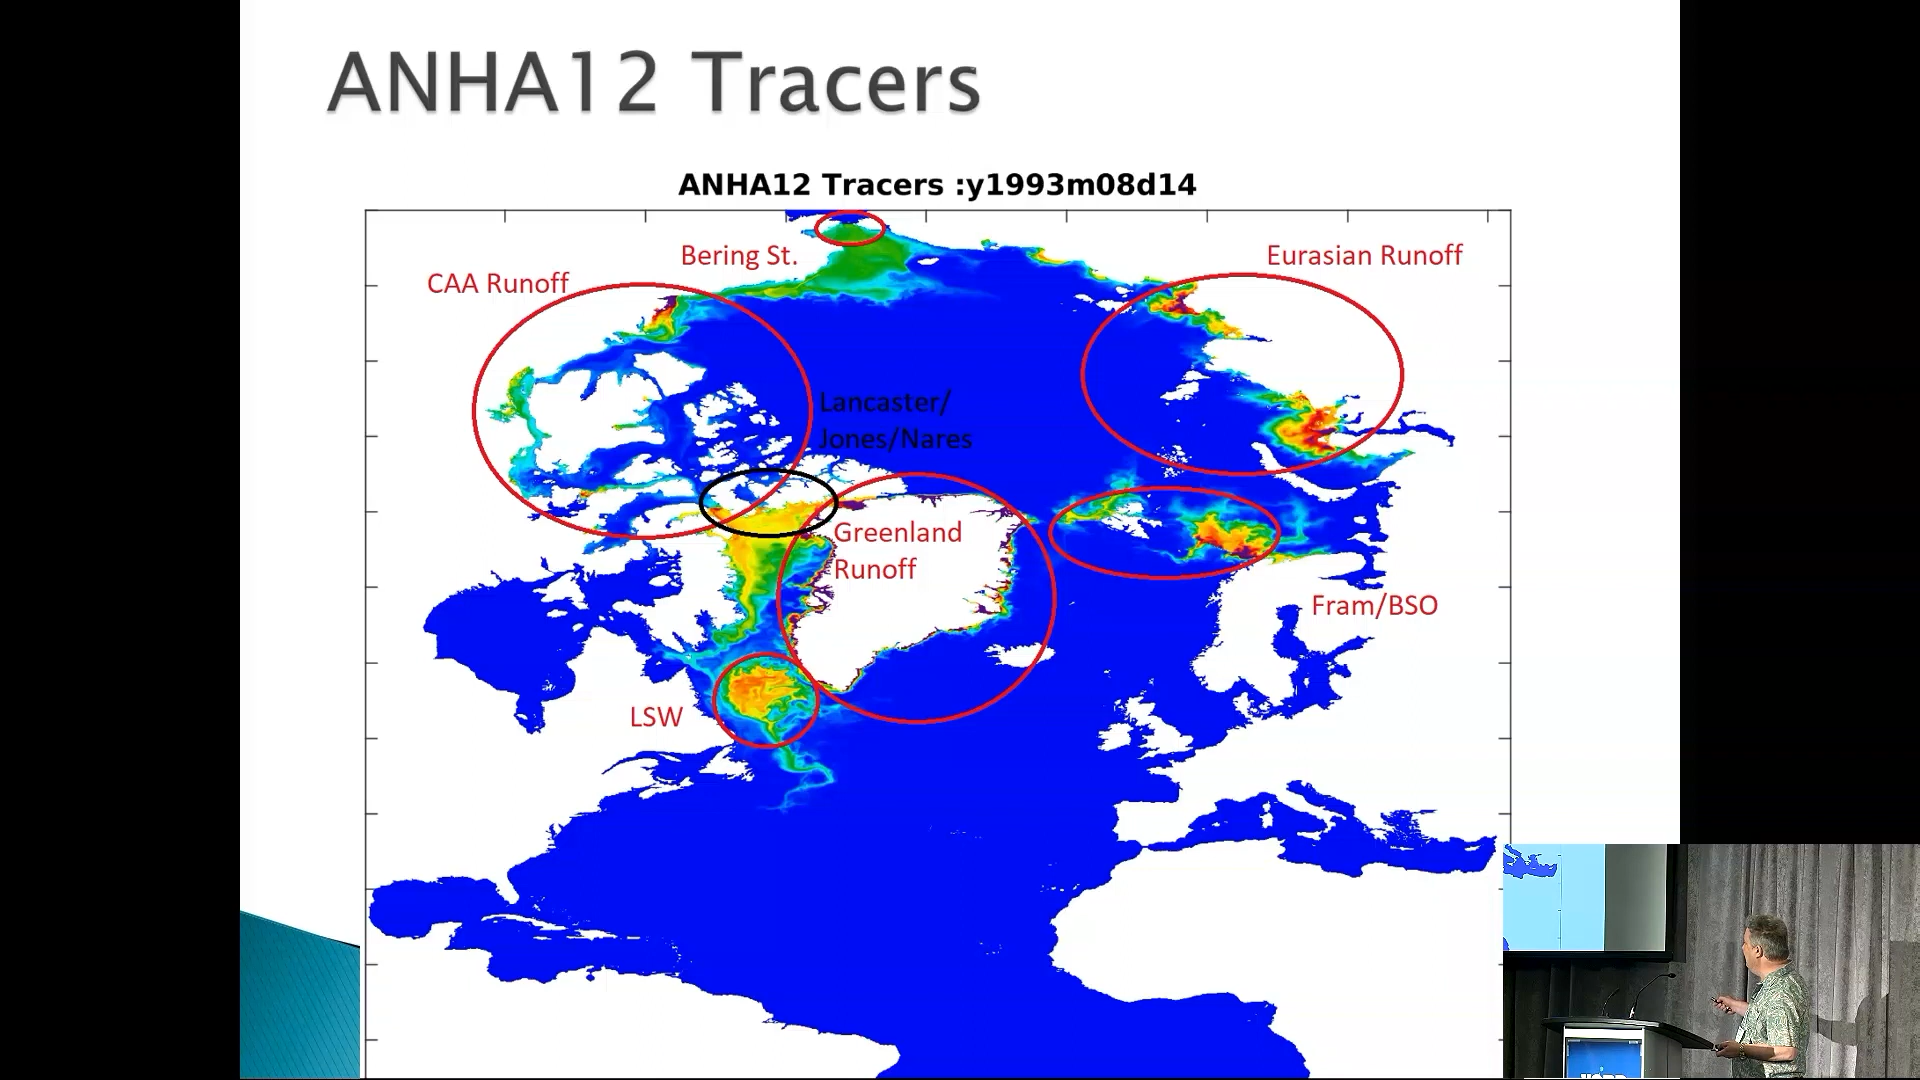 ANHA12 Tracers
ANHA12 Tracers :y1993m08d14
Bering St.
Eurasian Runoff
CAA Runoff
Lancaster/
Jones/Nares
Greenland
Runoff
Fram/BSO
LSW